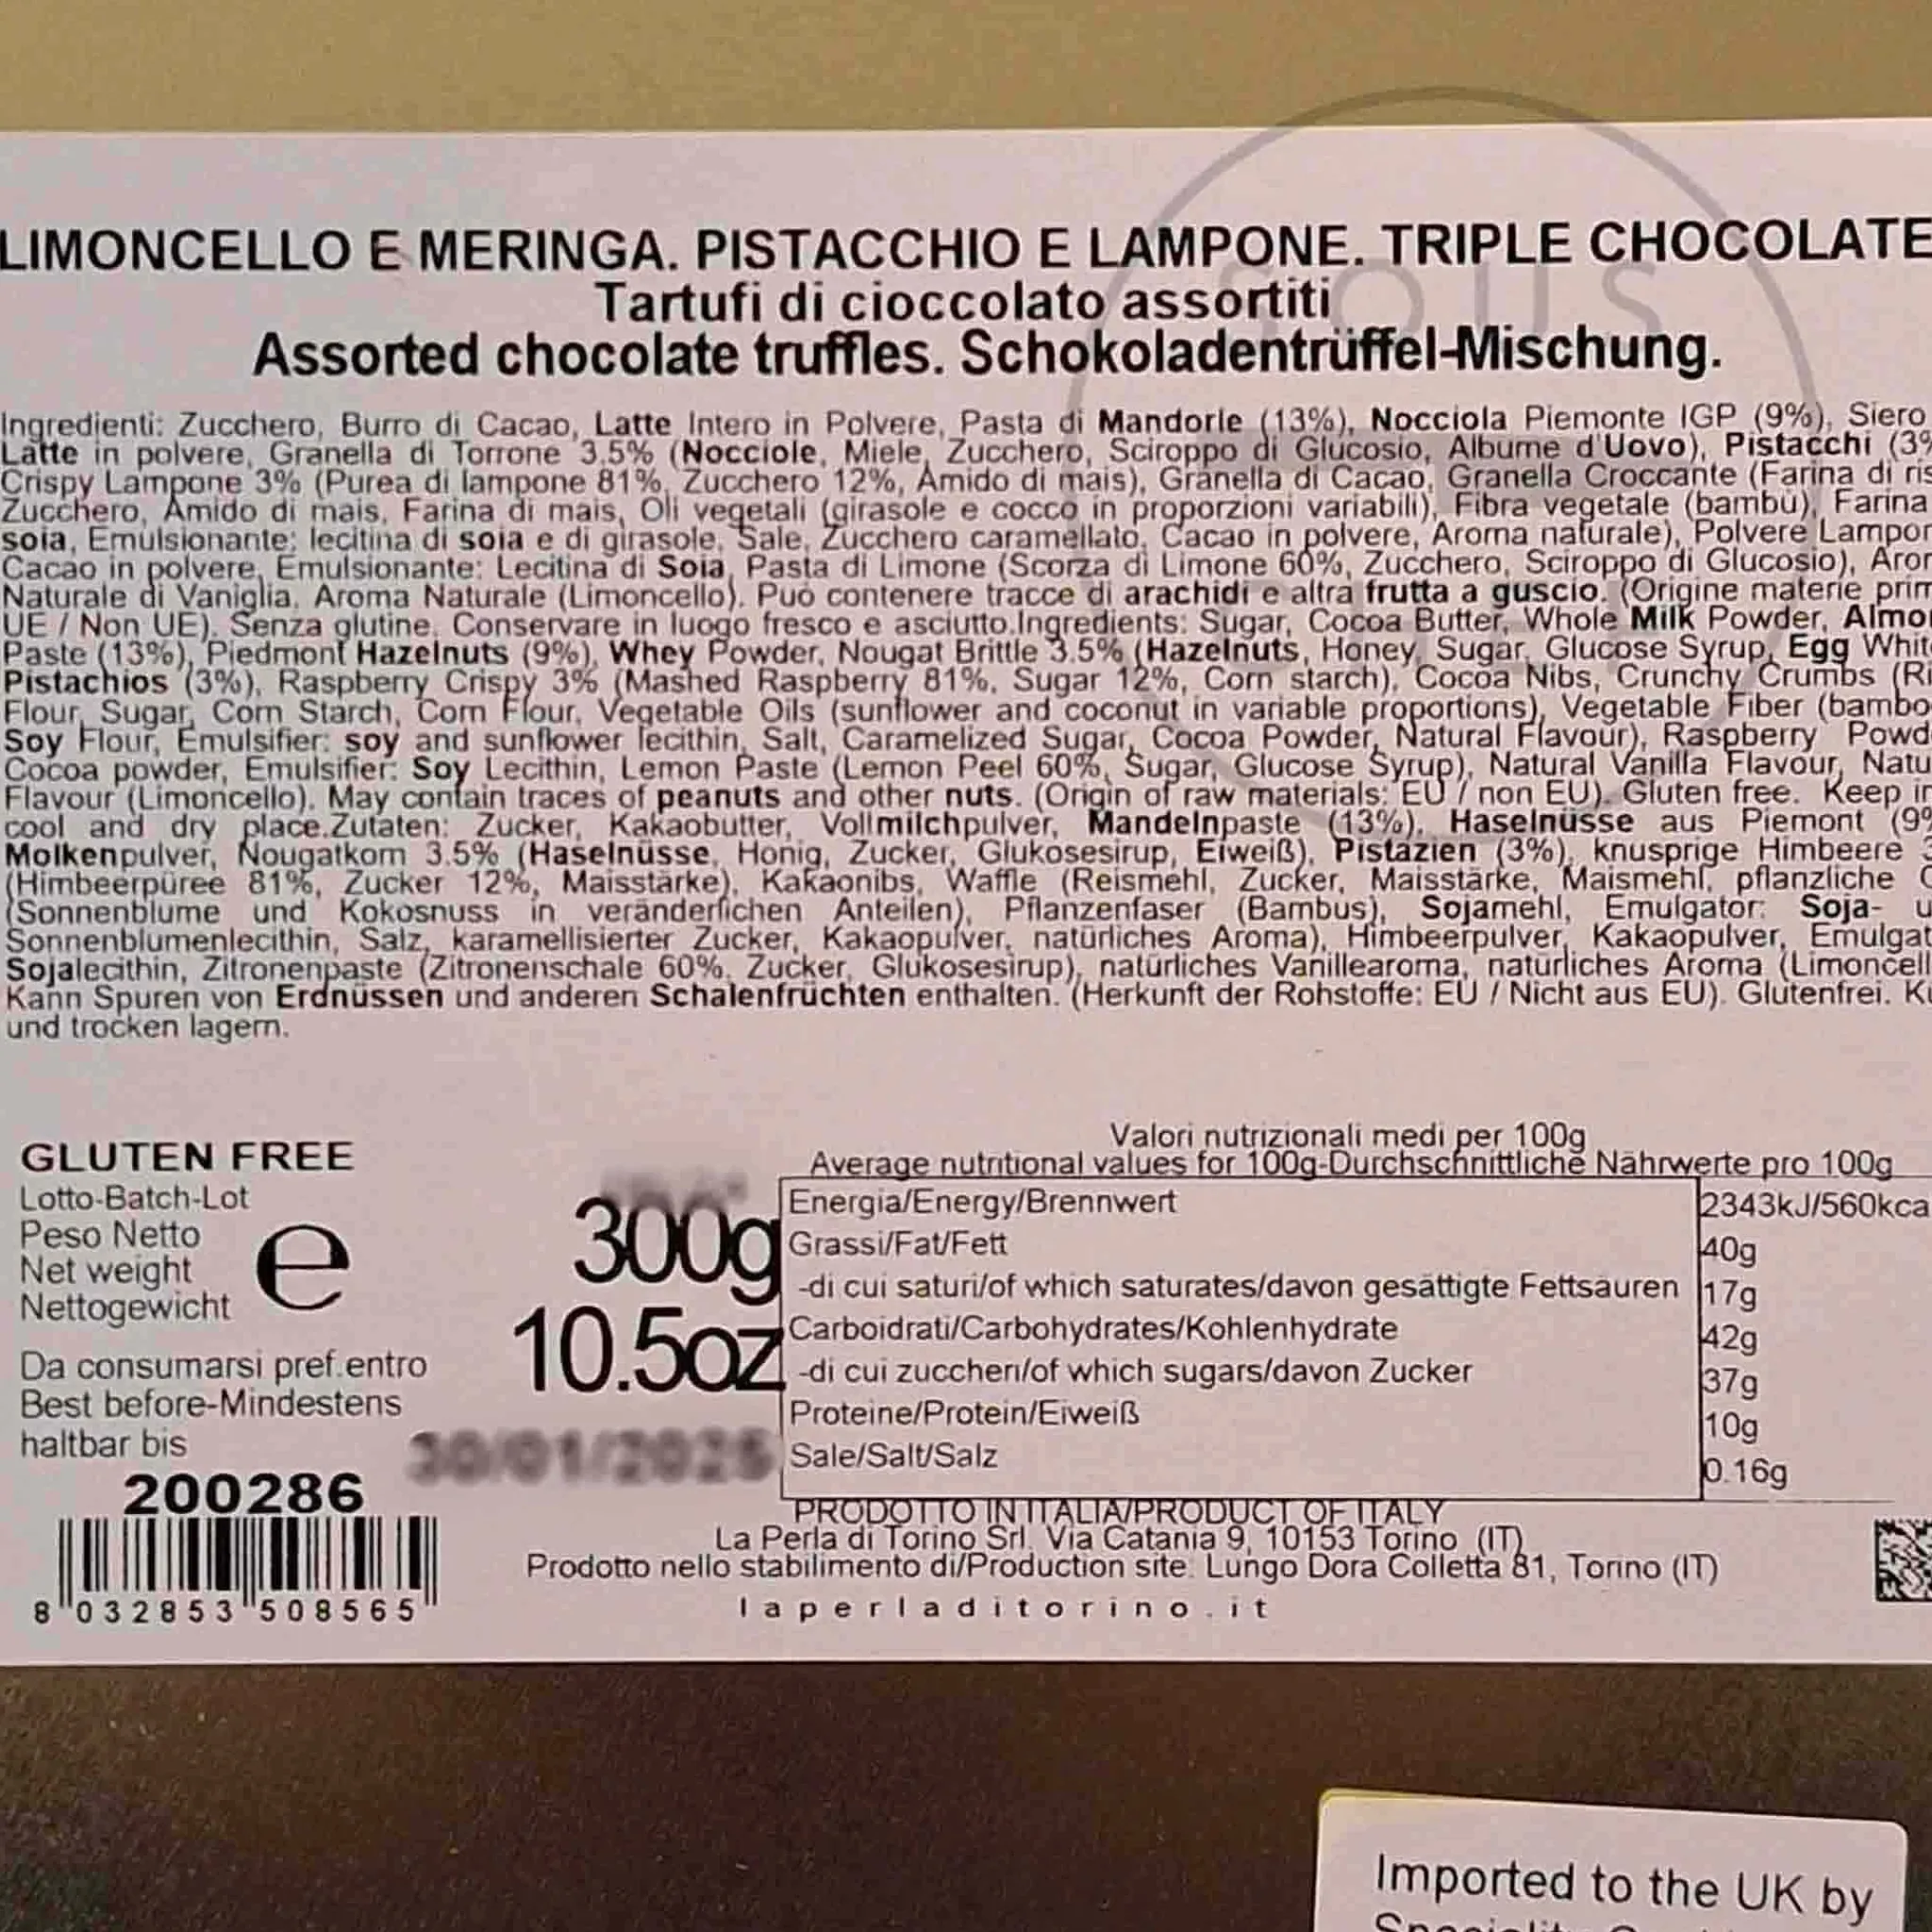 LIMONCELLO E MERINGA. PISTACCHIO E LAMPONE. TRIPLE CHOCOLATE
Tartufi di cioccolato assortiti
Assorted chocolate truffles. Schokoladentrüffel-Mischung.
Ingredienti: Zucchero, Burro di Cacao, Latte Intero in Polvere, Pasta di Mandorle (13%), Nocciola Piemonte IGP (9%), Siero
Latte in polvere, Granella di Torrone 3.5% (Nocciole, Miele, Zucchero, Sciroppo di Glucosio, Albume d'Uovo), Pistacchi (3%
Crispy Lampone 3% (Purea di lampone 81%, Zucchero 12%, Amido di mais), Granella di Cacao, Granella Croccante (Farina di ris
Zucchero, Amido di mais, Farina di mais, Oli vegetali (girasole e cocco in proporzioni variabili), Fibra vegetale (bambù), Farina
soia, Emulsionante: lecitina di soia e di girasole, Sale, Zucchero caramellato, Cacao in polvere, Aroma naturale), Polvere Lampon
Cacao in polvere, Emulsionante: Lecitina di Soia, Pasta di Limone (Scorza di Limone 60%, Zucchero, Sciroppo di Glucosio), Aror
Naturale di Vaniglia, Aroma Naturale (Limoncello). Può contenere tracce di arachidi e altra frutta a guscio. (Origine materie prim
UE / Non UE). Senza glutine. Conservare in luogo fresco e asciutto.Ingredients: Sugar, Cocoa Butter, Whole Milk Powder, Almo
Paste (13%), Piedmont Hazelnuts (9%), Whey Powder, Nougat Brittle 3.5% (Hazelnuts, Honey, Sugar, Glucose Syrup, Egg Whit
Pistachios (3%), Raspberry Crispy 3% (Mashed Raspberry 81%, Sugar 12%, Corn starch), Cocoa Nibs, Crunchy Crumbs (Ri
Flour, Sugar, Corn Starch, Corn Flour, Vegetable Oils (sunflower and coconut in variable proportions), Vegetable Fiber (bambo
Soy Flour, Emulsifier: soy and sunflower lecithin, Salt, Caramelized Sugar, Cocoa Powder, Natural Flavour), Raspberry Powd
Cocoa powder, Emulsifier: Soy Lecithin, Lemon Paste (Lemon Peel 60%, Sugar, Glucose Syrup), Natural Vanilla Flavour, Natu
Flavour (Limoncello). May contain traces of peanuts and other nuts. (Origin of raw materials: EU / non EU). Gluten free. Keep in
cool and dry place.Zutaten: Zucker, Kakaobutter, Vollmilchpulver, Mandelnpaste (13%), Haselnüsse aus Piemont (9%
Molkenpulver, Nougatkorn 3.5% (Haselnüsse, Honig, Zucker, Glukosesirup, Eiweiß), Pistazien (3%), knusprige Himbeere 3
(Himbeerpüree 81%, Zucker 12%, Maisstärke), Kakaonibs, Waffle (Reismehl, Zucker, Maisstärke, Maismehl, pflanzliche
(Sonnenblume und Kokosnuss in veränderlichen Anteilen), Pflanzenfaser (Bambus), Sojamehl, Emulgator: Soja- u
Sonnenblumenlecithin, Salz, karamellisierter Zucker, Kakaopulver, natürliches Aroma), Himbeerpulver, Kakaopulver, Emulgat
Sojalecithin, Zitronenpaste (Zitronenschale 60%, Zucker, Glukosesirup), natürliches Vanillearoma, natürliches Aroma (Limoncell
Kann Spuren von Erdnüssen und anderen Schalenfrüchten enthalten. (Herkunft der Rohstoffe: EU / Nicht aus EU). Glutenfrei.
und trocken lagern.
SOUS
GLUTEN FREE
Lotto-Batch-Lot
Peso Netto
Net weight
Nettogewicht
e
300g
10.5oz
Da consumarsi pref.entro
Best before-Mindestens
haltbar bis
30/01/2025
200286
8 032853 508565
Valori nutrizionali medi per 100g
Average nutritional values for 100g-Durchschnittliche Nährwerte pro 100g
Energia/Energy/Brennwert 2343kJ/560kca
Grassi/Fat/Fett 40g
-di cui saturi/of which saturates/davon gesättigte Fettsäuren 17g
Carboidrati/Carbohydrates/Kohlenhydrate 42g
-di cui zuccheri/of which sugars/davon Zucker 37g
Proteine/Protein/Eiweiß 10g
Sale/Salt/Salz 0.16g
PRODOTTO IN ITALIA/PRODUCT OF ITALY
La Perla di Torino Srl. Via Catania 9, 10153 Torino (IT)
Prodotto nello stabilimento di/Production site: Lungo Dora Colletta 81, Torino (IT)
laperladitorino.it
Imported to the UK by